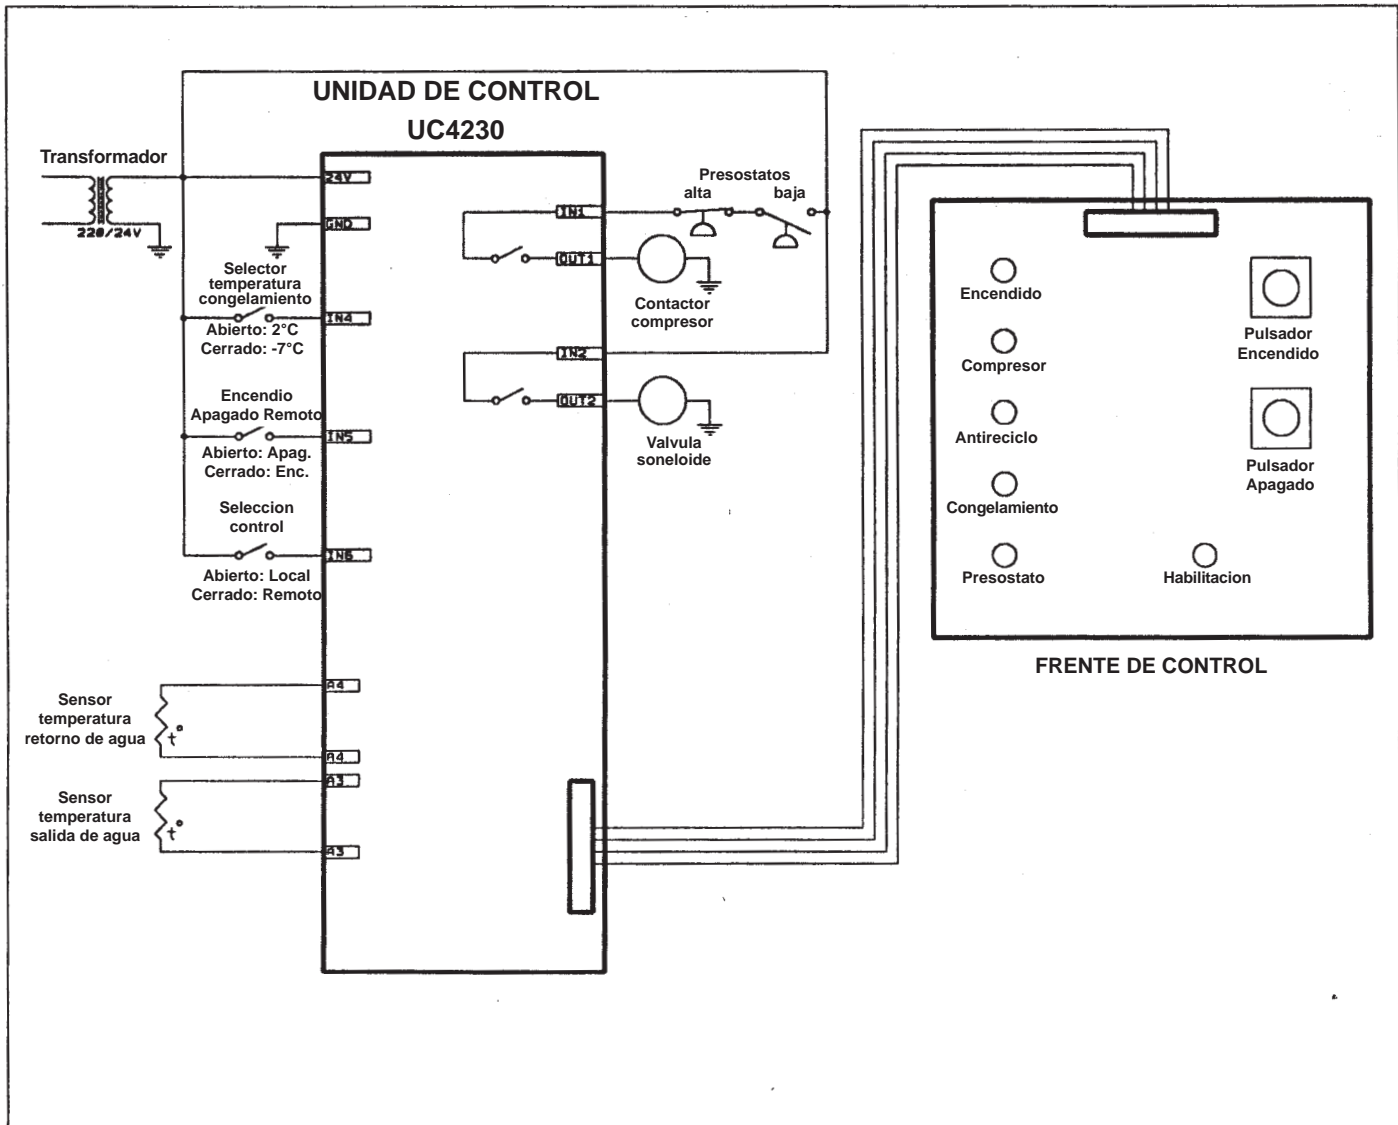 UNIDAD DE CONTROL
UC4230
Transformador
220/24V
24V
GND
Selector
temperatura
congelamiento
Abierto: 2°C
Cerrado: -7°C
IN4
Encendio
Apagado Remoto
Abierto: Apag.
Cerrado: Enc.
IN5
Seleccion
control
Abierto: Local
Cerrado: Remoto
IN6
Sensor
temperatura
retorno de agua
t°
A4
A4
Sensor
temperatura
salida de agua
t°
A3
A3
IN1
OUT1
Presostatos
alta
baja
Contactor
compresor
IN2
OUT2
Valvula
soneloide
Encendido
Compresor
Antireciclo
Congelamiento
Presostato
Pulsador
Encendido
Pulsador
Apagado
Habilitacion
FRENTE DE CONTROL